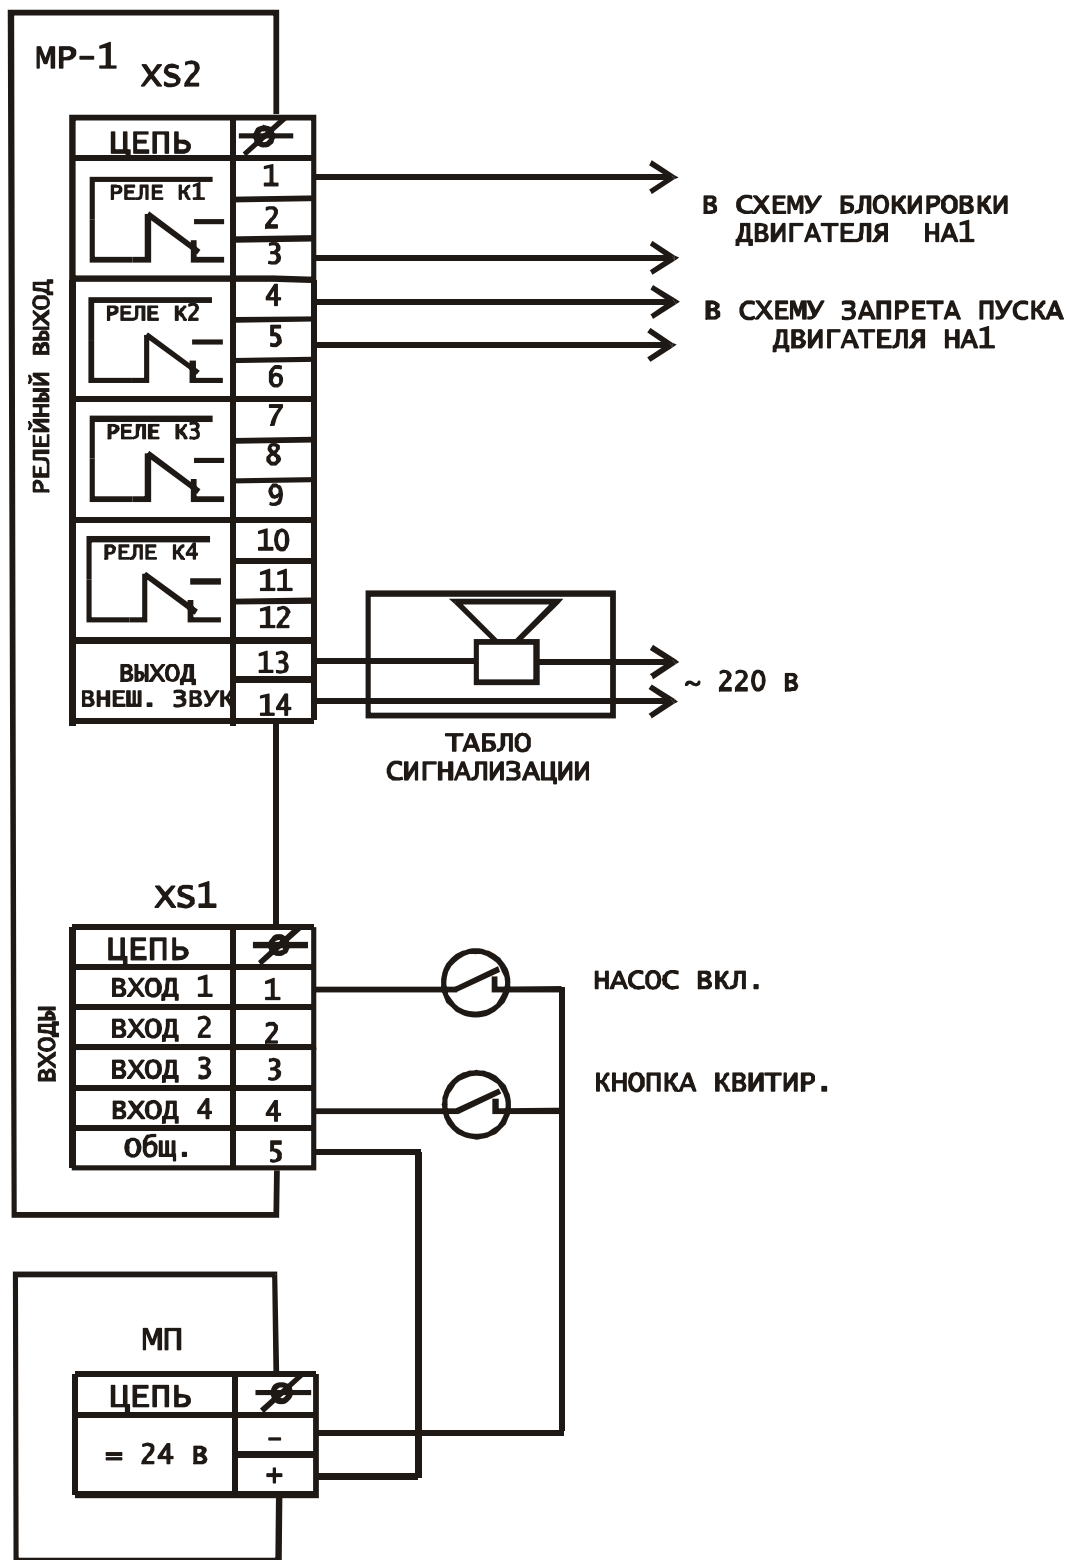 МР-1
XS2
ЦЕПЬ
РЕЛЕ К1
1
2
3
В СХЕМУ БЛОКИРОВКИ
ДВИГАТЕЛЯ НА1
РЕЛЕ К2
4
5
6
В СХЕМУ ЗАПРЕТА ПУСКА
ДВИГАТЕЛЯ НА1
РЕЛЕ К3
7
8
9
РЕЛЕ К4
10
11
12
РЕЛЕЙНЫЙ ВЫХОД
ВЫХОД
ВНЕШ. ЗВУК
13
14
~ 220 В
ТАБЛО
СИГНАЛИЗАЦИИ
XS1
ЦЕПЬ
ВХОД 1 1
ВХОД 2 2
ВХОД 3 3
ВХОД 4 4
Общ. 5
ВХОДЫ
НАСОС ВКЛ.
КНОПКА КВИТИР.
МП
ЦЕПЬ
= 24 В
-
+